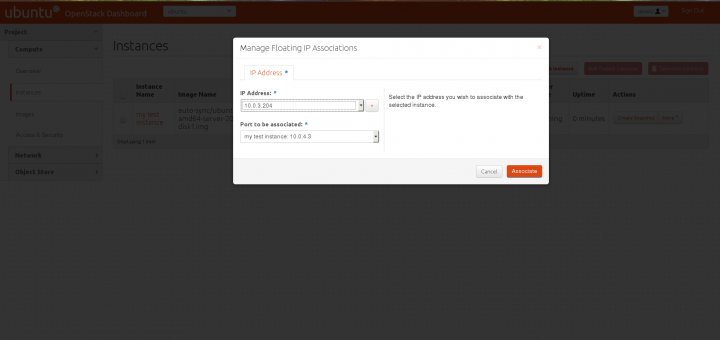 ubuntu OpenStack Dashboard
Sign Out
Project
Compute
Overview
Instances
Images
Access & Security
Network
Object Store
Instances
Instance Name
Image Name
Uptime
Actions
my test instance
auto-sync/ubuntu
amd64-server-20
disk1.img
0 minutes
Manage Floating IP Associations
×
IP Address *
IP Address: *
10.0.3.204
+
Select the IP address you wish to associate with the
selected instance.
Port to be associated: *
my test instance: 10.0.4.3
Cancel
Associate